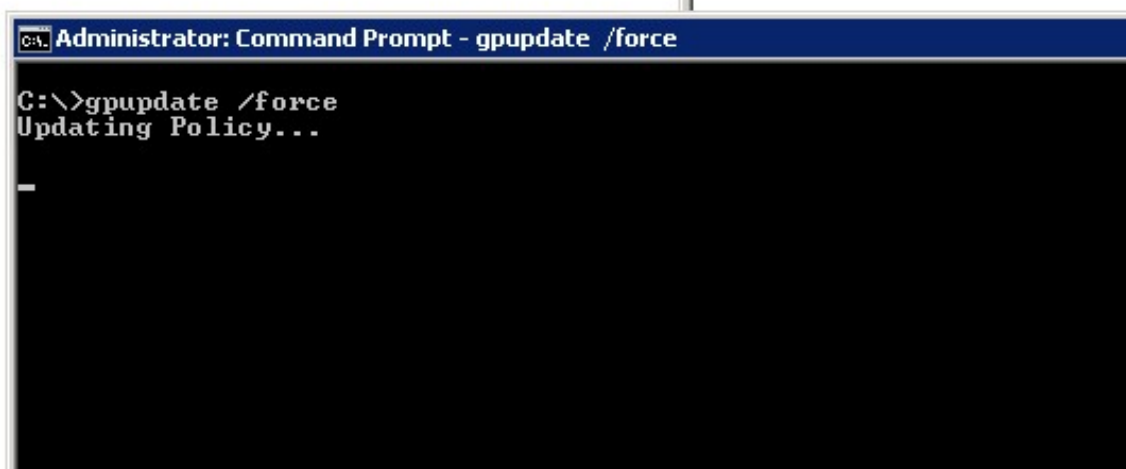 Administrator: Command Prompt - gpupdate  /force
C:\>gpupdate /force
Updating Policy...